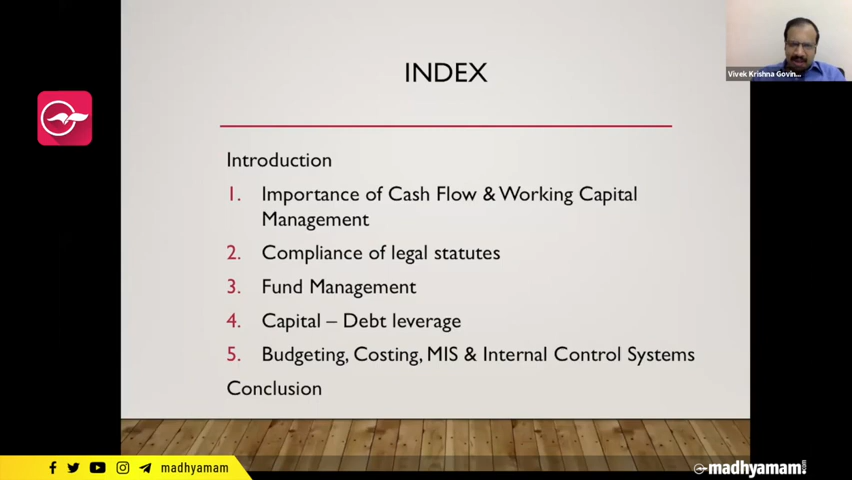 INDEX
Vivek Krishna Govin...
Introduction
1. Importance of Cash Flow & Working Capital
Management
2. Compliance of legal statutes
3. Fund Management
4. Capital – Debt leverage
5. Budgeting, Costing, MIS & Internal Control Systems
Conclusion
madhyamam
madhyamam.com